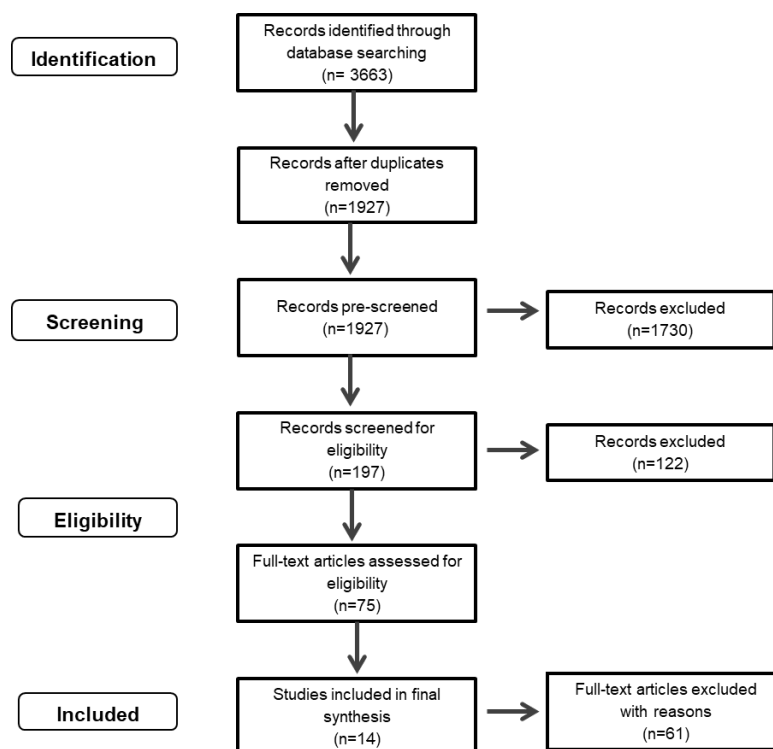 Identification
Records identified through
database searching
(n= 3663)
Records after duplicates
removed
(n=1927)
Screening
Records pre-screened
(n=1927)
Records excluded
(n=1730)
Records screened for
eligibility
(n=197)
Records excluded
(n=122)
Eligibility
Full-text articles assessed for
eligibility
(n=75)
Included
Studies included in final
synthesis
(n=14)
Full-text articles excluded
with reasons
(n=61)